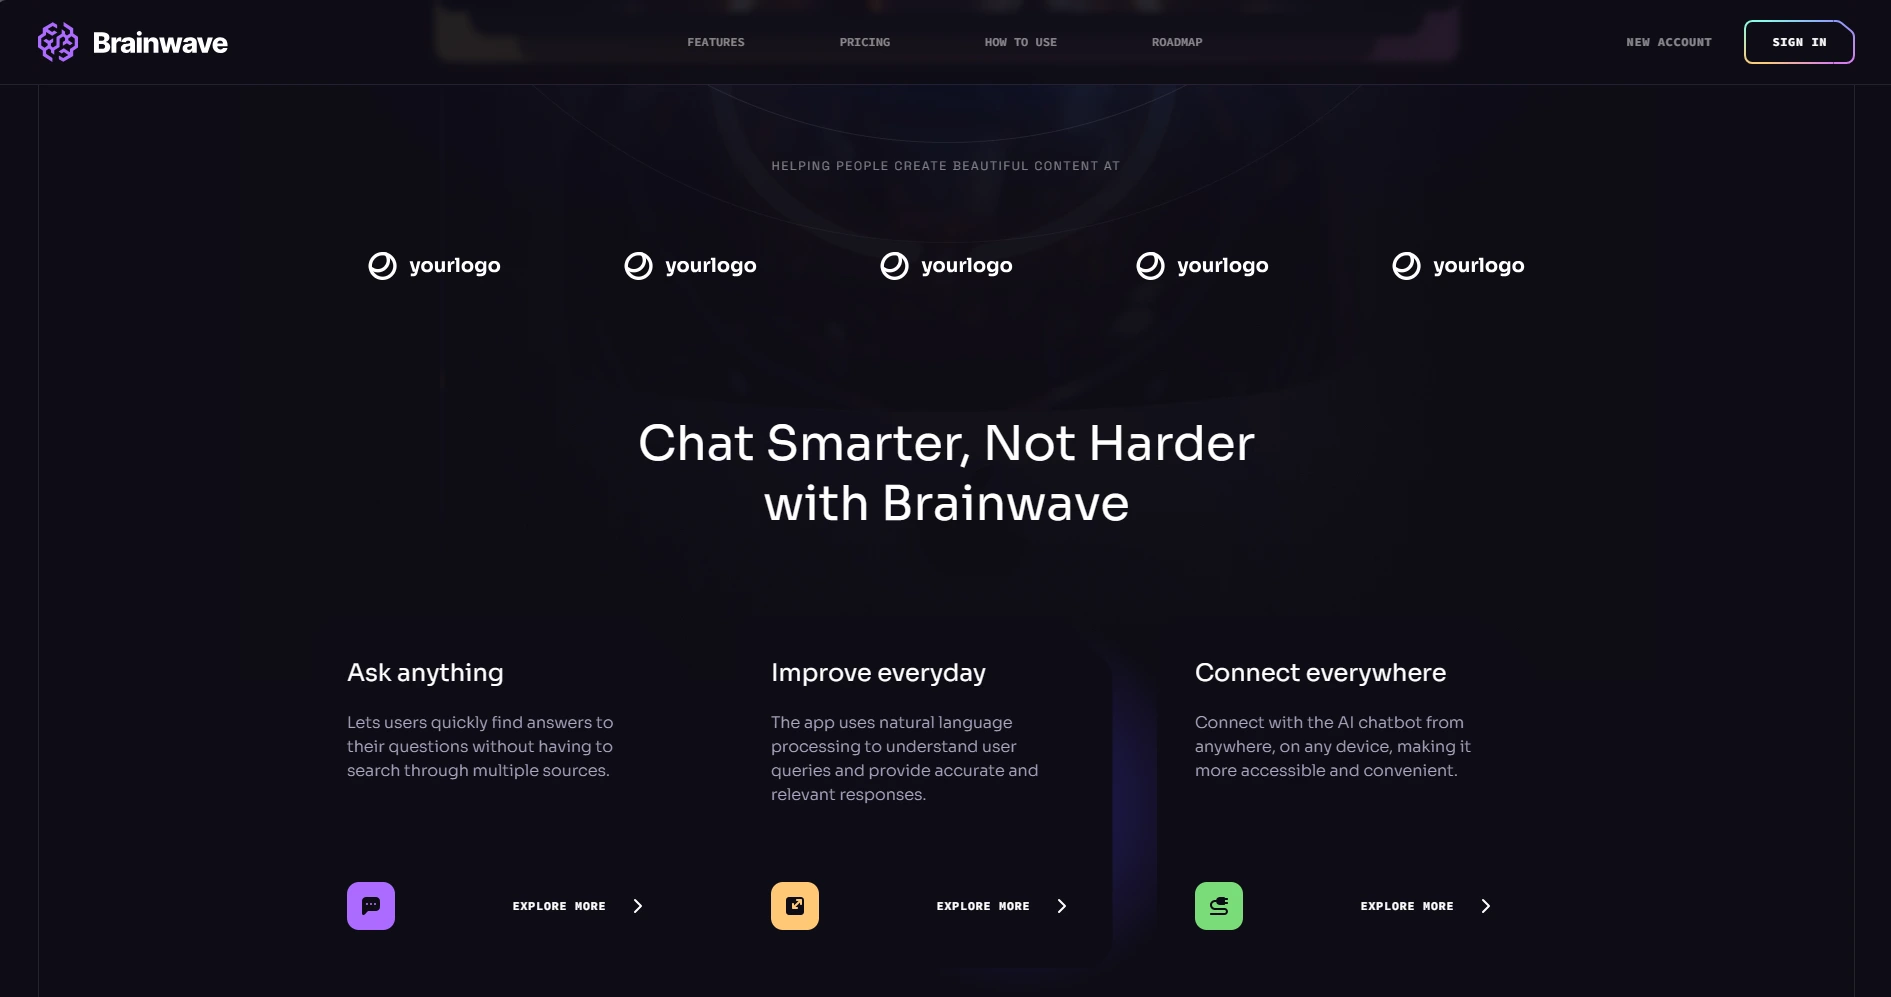 Brainwave
FEATURES
PRICING
HOW TO USE
ROADMAP
NEW ACCOUNT
SIGN IN
HELPING PEOPLE CREATE BEAUTIFUL CONTENT AT
yourlogo
yourlogo
yourlogo
yourlogo
yourlogo
Chat Smarter, Not Harder
with Brainwave
Ask anything
Lets users quickly find answers to
their questions without having to
search through multiple sources.
EXPLORE MORE
Improve everyday
The app uses natural language
processing to understand user
queries and provide accurate and
relevant responses.
EXPLORE MORE
Connect everywhere
Connect with the AI chatbot from
anywhere, on any device, making it
more accessible and convenient.
EXPLORE MORE